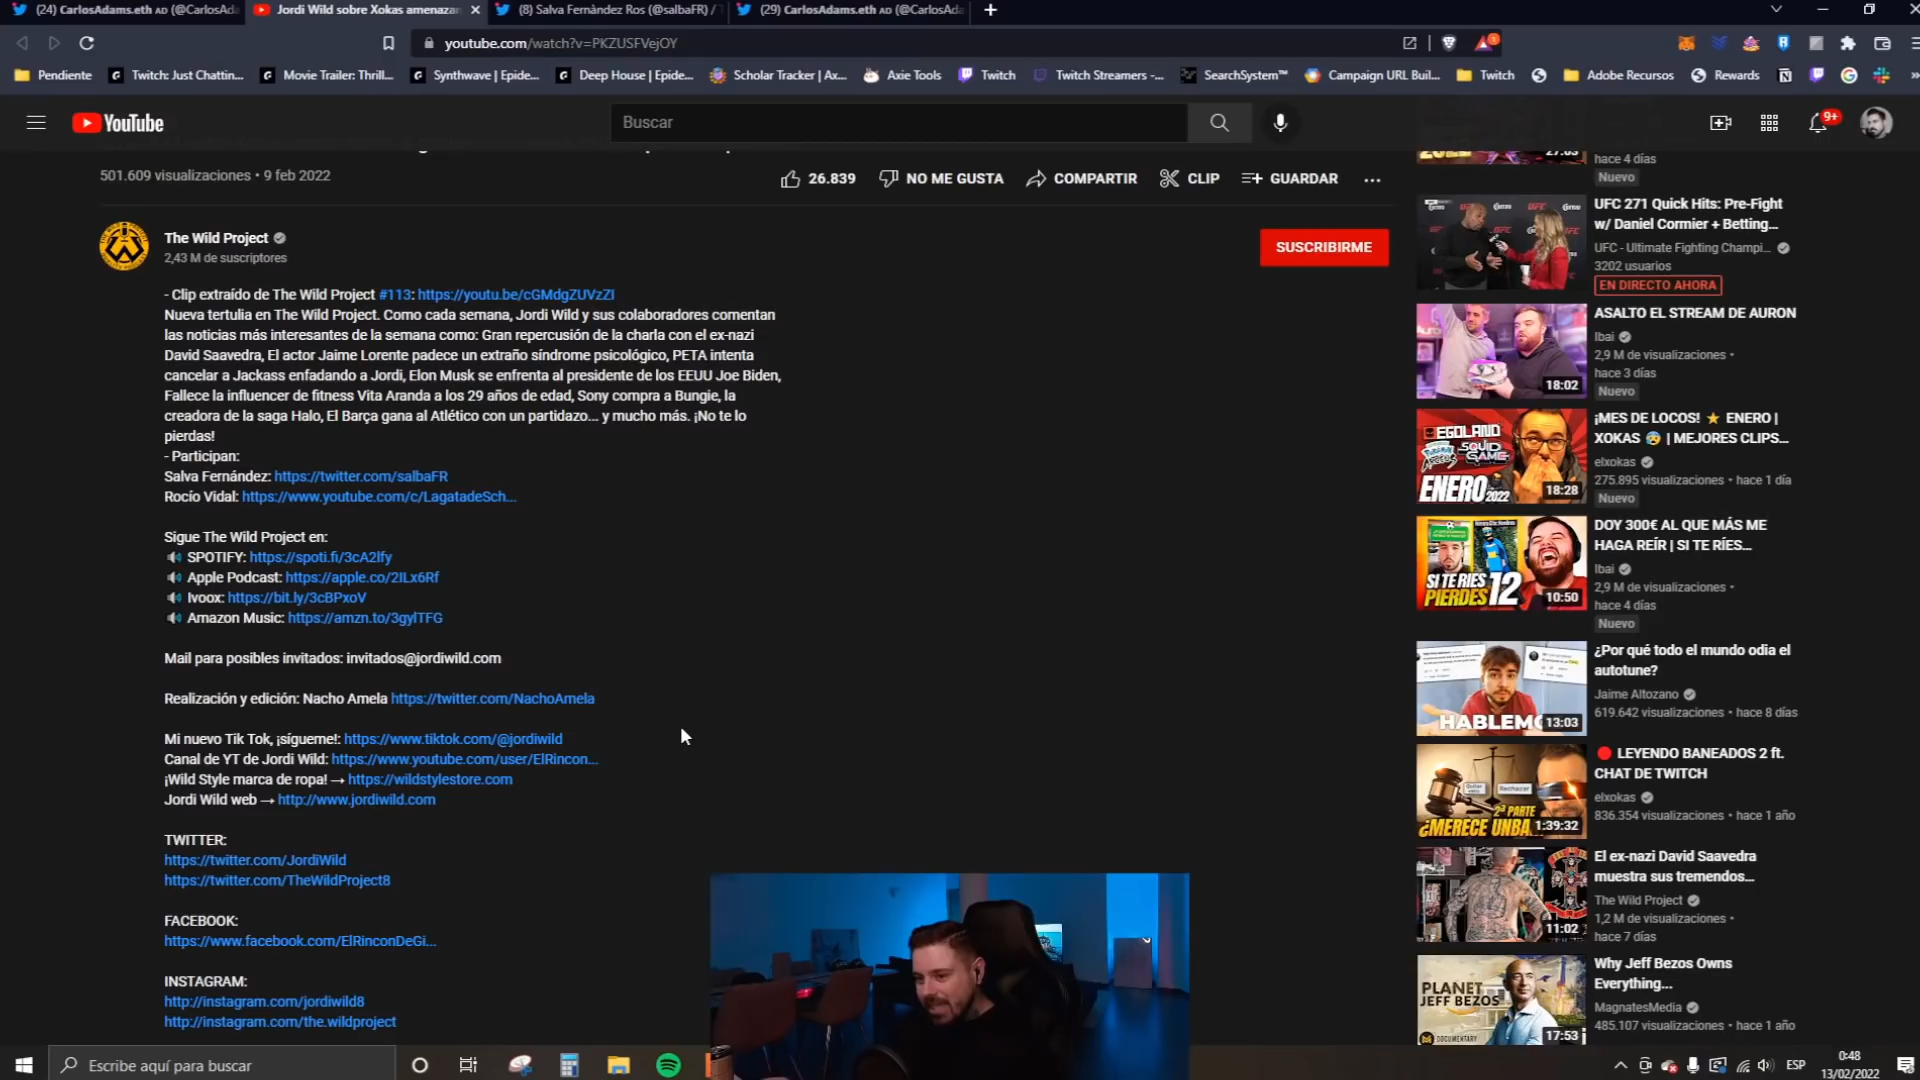 (24) CarlosAdams.eth AD (@CarlosAda
Jordi Wild sobre Xokas amenazan
(8) Salva Fernàndez Ros (@salbaFR) / T
(29) CarlosAdams.eth AD (@CarlosAda
youtube.com/watch?v=PKZUSFVejOY
Pendiente
Twitch: Just Chattin...
Movie Trailer: Thrill...
Synthwave | Epide...
Deep House | Epide...
Scholar Tracker | Ax...
Axie Tools
Twitch
Twitch Streamers -...
SearchSystem™
Campaign URL Buil...
Twitch
Adobe Recursos
Rewards
YouTube
Buscar
9+
501.609 visualizaciones • 9 feb 2022
26.839
NO ME GUSTA
COMPARTIR
CLIP
GUARDAR
The Wild Project
2,43 M de suscriptores
SUSCRIBIRME
- Clip extraído de The Wild Project #113: https://youtu.be/cGMdgZUVzZI
Nueva tertulia en The Wild Project. Como cada semana, Jordi Wild y sus colaboradores comentan
las noticias más interesantes de la semana como: Gran repercusión de la charla con el ex-nazi
David Saavedra, El actor Jaime Lorente padece un extraño síndrome psicológico, PETA intenta
cancelar a Jackass enfadando a Jordi, Elon Musk se enfrenta al presidente de los EEUU Joe Biden,
Fallece la influencer de fitness Vita Aranda a los 29 años de edad, Sony compra a Bungie, la
creadora de la saga Halo, El Barça gana al Atlético con un partidazo... y mucho más. ¡No te lo
pierdas!
- Participan:
Salva Fernández: https://twitter.com/salbaFR
Rocío Vidal: https://www.youtube.com/c/LagatadeSch...
Sigue The Wild Project en:
SPOTIFY: https://spoti.fi/3cA2lfy
Apple Podcast: https://apple.co/2ILx6Rf
Ivoox: https://bit.ly/3cBPxoV
Amazon Music: https://amzn.to/3gylTFG
Mail para posibles invitados: invitados@jordiwild.com
Realización y edición: Nacho Amela https://twitter.com/NachoAmela
Mi nuevo Tik Tok, ¡sígueme!: https://www.tiktok.com/@jordiwild
Canal de YT de Jordi Wild: https://www.youtube.com/user/ElRincon...
¡Wild Style marca de ropa! → https://wildstylestore.com
Jordi Wild web → http://www.jordiwild.com
TWITTER:
https://twitter.com/JordiWild
https://twitter.com/TheWildProject8
FACEBOOK:
https://www.facebook.com/ElRinconDeGi...
INSTAGRAM:
http://instagram.com/jordiwild8
http://instagram.com/the.wildproject
27:03
hace 4 días
Nuevo
UFC 271 Quick Hits: Pre-Fight
w/ Daniel Cormier + Betting...
UFC - Ultimate Fighting Champi...
3202 usuarios
EN DIRECTO AHORA
ASALTO EL STREAM DE AURON
Ibai
2,9 M de visualizaciones •
hace 3 días
Nuevo
18:02
¡MES DE LOCOS! ⭐ ENERO |
XOKAS 😰 | MEJORES CLIPS...
elxokas
275.895 visualizaciones • hace 1 día
Nuevo
EGOLAND
SQUID
GAME
ENERO 2022
18:28
DOY 300€ AL QUE MÁS ME
HAGA REÍR | SI TE RÍES...
Ibai
2,9 M de visualizaciones •
hace 4 días
Nuevo
SI TE RIES
PIERDES 12
10:50
¿Por qué todo el mundo odia el
autotune?
Jaime Altozano
619.642 visualizaciones • hace 8 días
HABLEMO
13:03
🔴 LEYENDO BANEADOS 2 ft.
CHAT DE TWITCH
elxokas
836.354 visualizaciones • hace 1 año
2ª PARTE
¿MERECE UNBA
1:39:32
El ex-nazi David Saavedra
muestra sus tremendos...
The Wild Project
1,2 M de visualizaciones •
hace 7 días
11:02
Why Jeff Bezos Owns
Everything...
MagnatesMedia
485.107 visualizaciones • hace 1 año
PLANET
JEFF BEZOS
DOCUMENTARY
17:53
Escribe aquí para buscar
ESP
0:48
13/02/2022